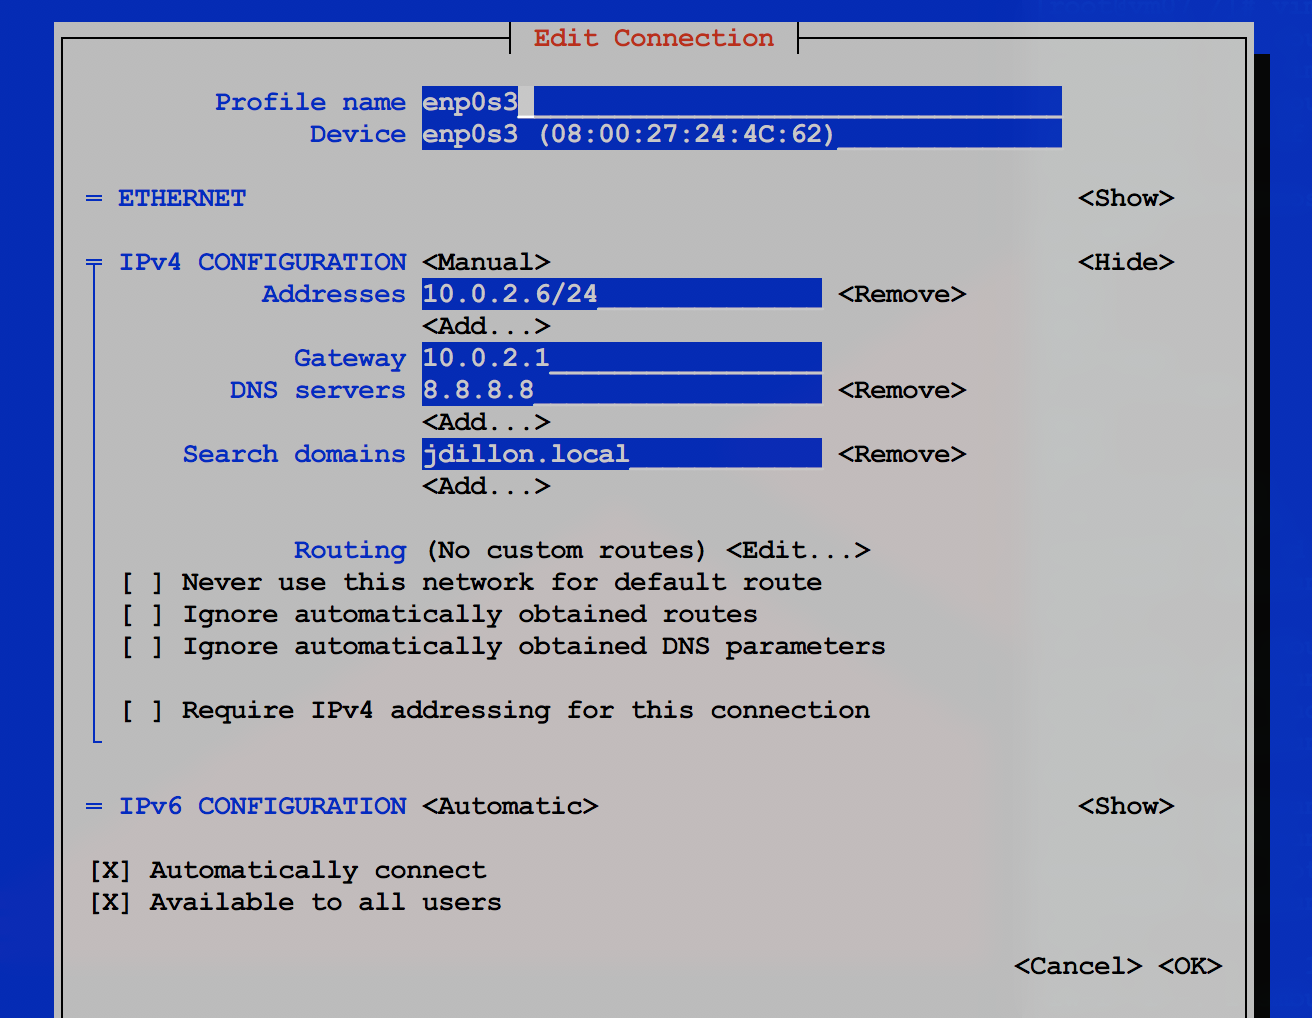 Edit Connection
Profile name enp0s3
Device enp0s3 (08:00:27:24:4C:62)
= ETHERNET <Show>
IPv4 CONFIGURATION <Manual> <Hide>
Addresses 10.0.2.6/24 <Remove>
<Add...>
Gateway 10.0.2.1
DNS servers 8.8.8.8 <Remove>
<Add...>
Search domains jdillon.local <Remove>
<Add...>
Routing (No custom routes) <Edit...>
[ ] Never use this network for default route
[ ] Ignore automatically obtained routes
[ ] Ignore automatically obtained DNS parameters
[ ] Require IPv4 addressing for this connection
= IPv6 CONFIGURATION <Automatic> <Show>
[X] Automatically connect
[X] Available to all users
<Cancel> <OK>